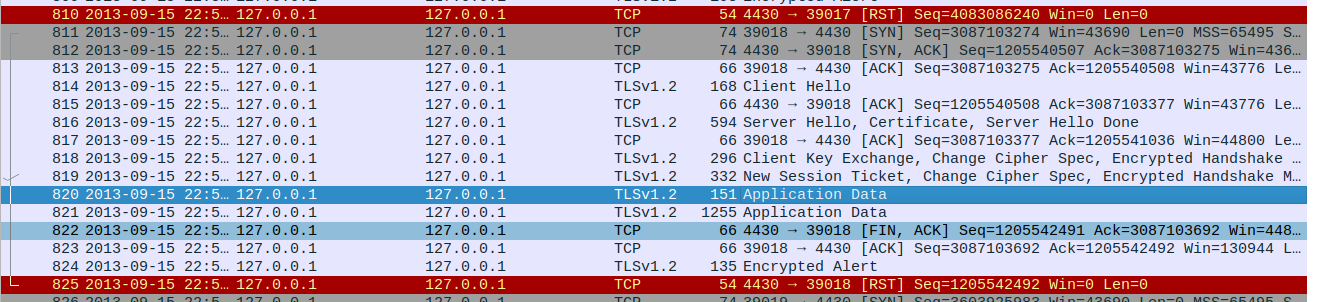 810 2013-09-15 22:5… 127.0.0.1 127.0.0.1 TCP 54 4430 → 39017 [RST] Seq=4083086240 Win=0 Len=0
811 2013-09-15 22:5… 127.0.0.1 127.0.0.1 TCP 74 39018 → 4430 [SYN] Seq=3087103274 Win=43690 Len=0 MSS=65495 S…
812 2013-09-15 22:5… 127.0.0.1 127.0.0.1 TCP 74 4430 → 39018 [SYN, ACK] Seq=1205540507 Ack=3087103275 Win=436…
813 2013-09-15 22:5… 127.0.0.1 127.0.0.1 TCP 66 39018 → 4430 [ACK] Seq=3087103275 Ack=1205540508 Win=43776 Le…
814 2013-09-15 22:5… 127.0.0.1 127.0.0.1 TLSv1.2 168 Client Hello
815 2013-09-15 22:5… 127.0.0.1 127.0.0.1 TCP 66 4430 → 39018 [ACK] Seq=1205540508 Ack=3087103377 Win=43776 Le…
816 2013-09-15 22:5… 127.0.0.1 127.0.0.1 TLSv1.2 594 Server Hello, Certificate, Server Hello Done
817 2013-09-15 22:5… 127.0.0.1 127.0.0.1 TCP 66 39018 → 4430 [ACK] Seq=3087103377 Ack=1205541036 Win=44800 Le…
818 2013-09-15 22:5… 127.0.0.1 127.0.0.1 TLSv1.2 296 Client Key Exchange, Change Cipher Spec, Encrypted Handshake …
819 2013-09-15 22:5… 127.0.0.1 127.0.0.1 TLSv1.2 332 New Session Ticket, Change Cipher Spec, Encrypted Handshake M…
820 2013-09-15 22:5… 127.0.0.1 127.0.0.1 TLSv1.2 151 Application Data
821 2013-09-15 22:5… 127.0.0.1 127.0.0.1 TLSv1.2 1255 Application Data
822 2013-09-15 22:5… 127.0.0.1 127.0.0.1 TCP 66 4430 → 39018 [FIN, ACK] Seq=1205542491 Ack=3087103692 Win=448…
823 2013-09-15 22:5… 127.0.0.1 127.0.0.1 TCP 66 39018 → 4430 [ACK] Seq=3087103692 Ack=1205542492 Win=130944 L…
824 2013-09-15 22:5… 127.0.0.1 127.0.0.1 TLSv1.2 135 Encrypted Alert
825 2013-09-15 22:5… 127.0.0.1 127.0.0.1 TCP 54 4430 → 39018 [RST] Seq=1205542492 Win=0 Len=0